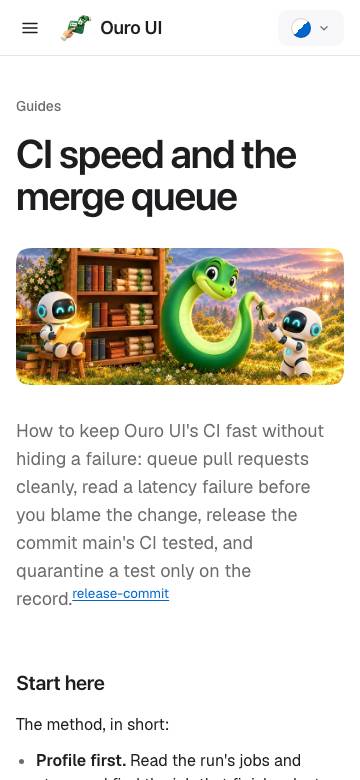 Ouro UI
Guides
CI speed and the
merge queue
How to keep Ouro UI's CI fast without
hiding a failure: queue pull requests
cleanly, read a latency failure before
you blame the change, release the
commit main's CI tested, and
quarantine a test only on the
record.release-commit
Start here
The method, in short:
• Profile first. Read the run's jobs and